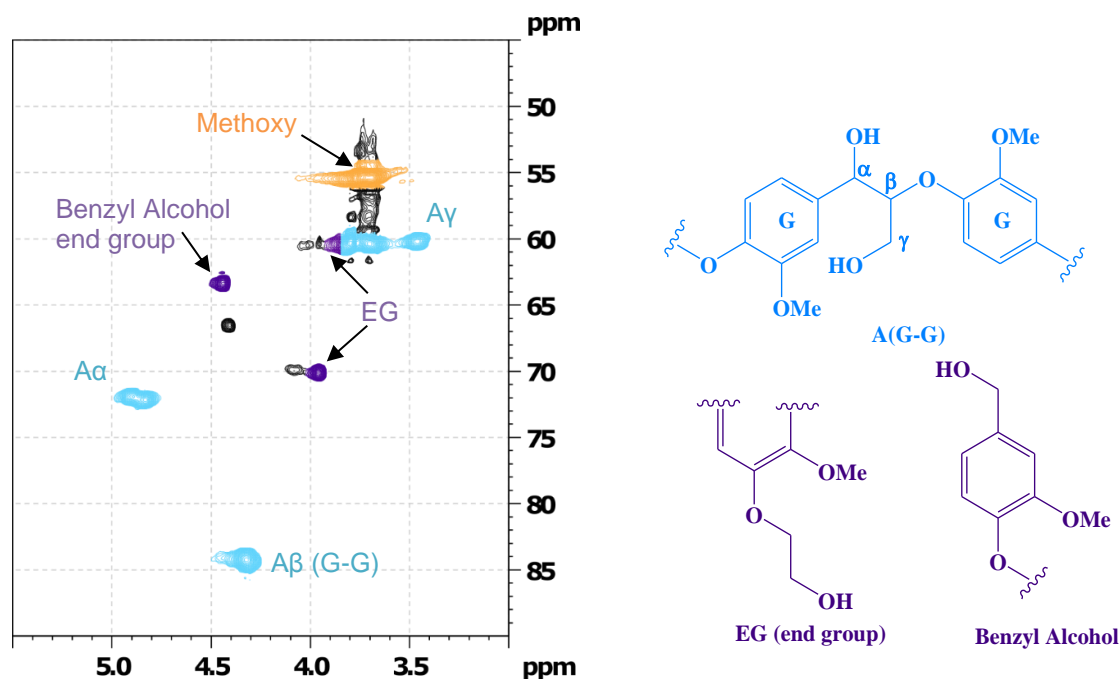 ppm
50
55
60
65
70
75
80
85
ppm
5.0
4.5
4.0
3.5
Methoxy
Benzyl Alcohol
end group
Aγ
EG
Aα
Aβ (G-G)
OH
α
β
O
OMe
G
G
γ
HO
O
OMe
A(G-G)
OMe
O
OH
EG (end group)
HO
OMe
O
Benzyl Alcohol